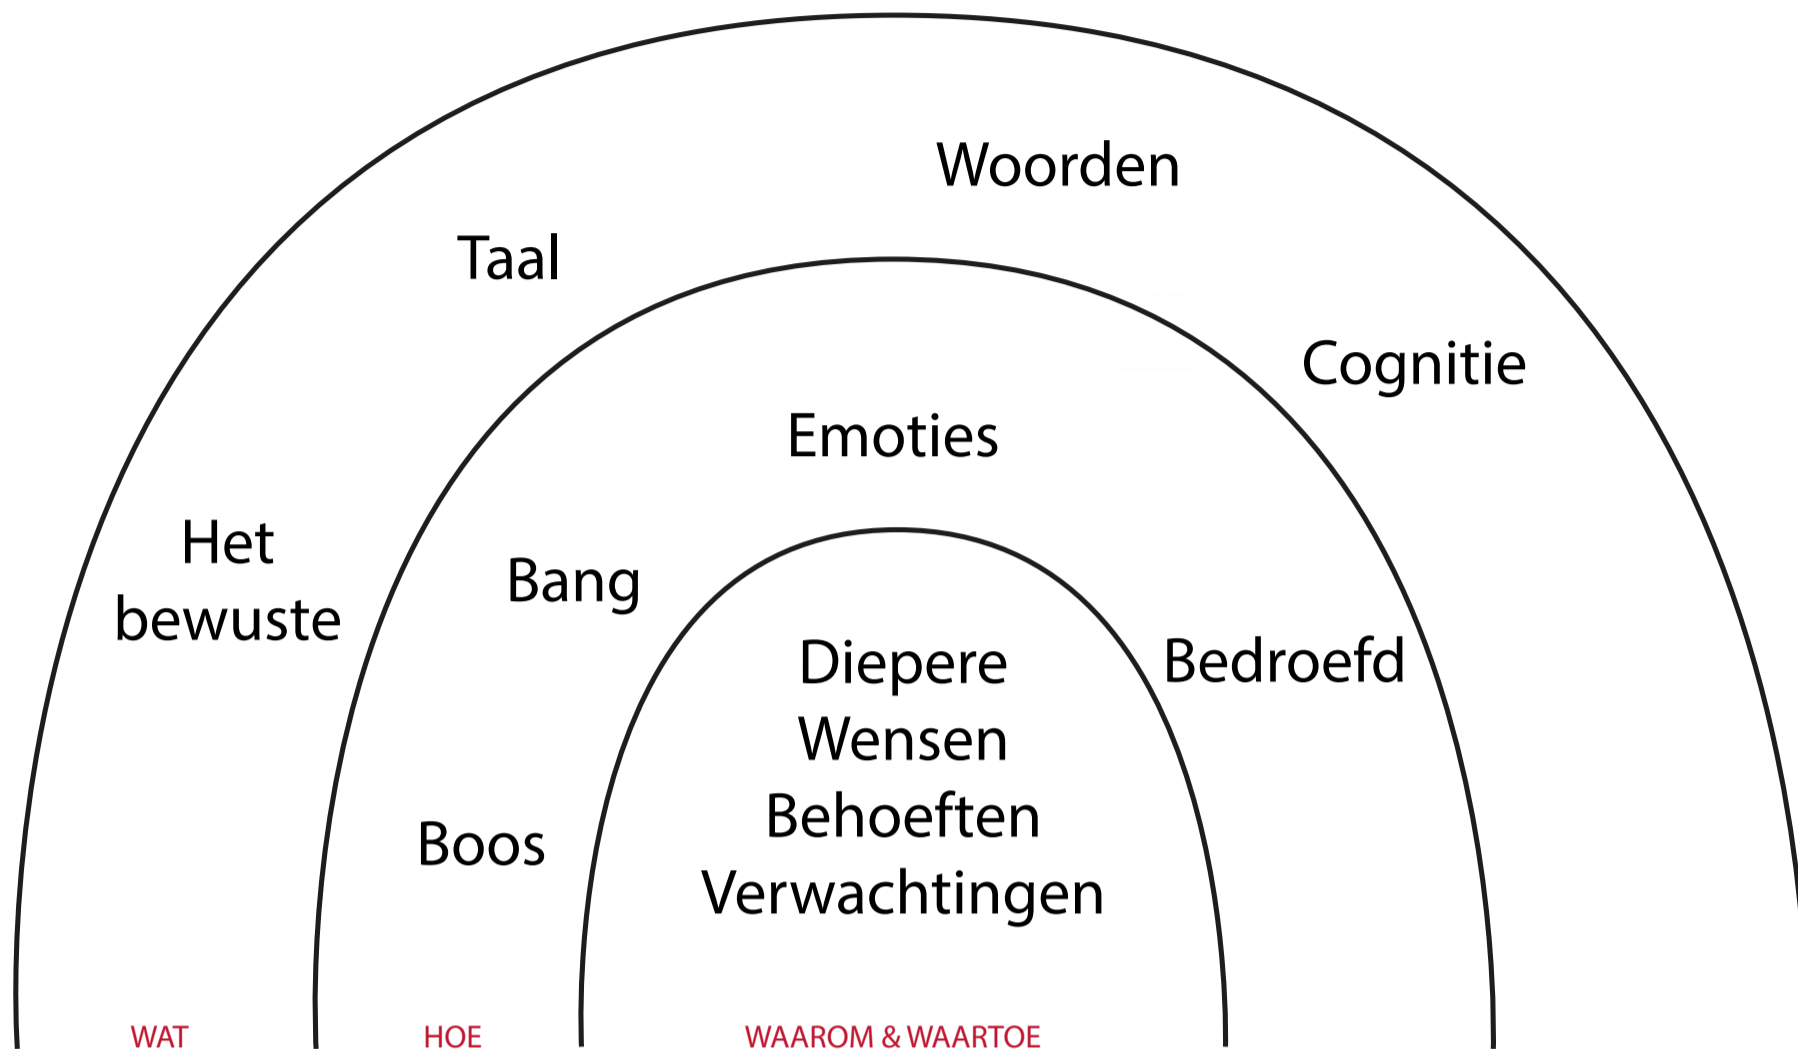 Woorden
Taal
Cognitie
Emoties
Het
bewuste
Bang
Bedroefd
Diepere
Wensen
Behoeften
Verwachtingen
Boos
WAT
HOE
WAAROM & WAARTOE